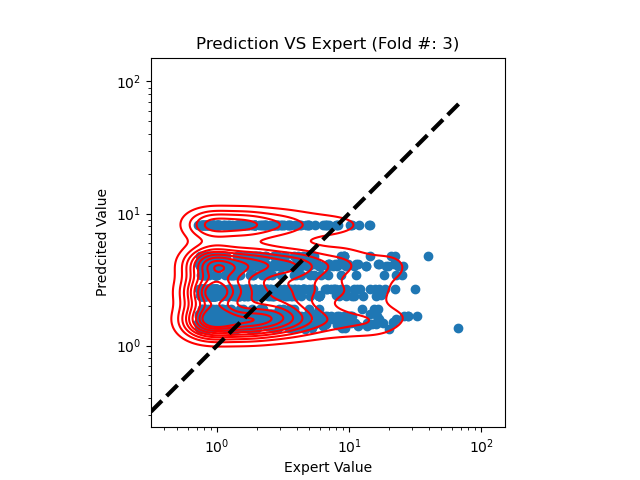 Prediction VS Expert (Fold #: 3)
10²
10¹
10⁰
Predcited Value
10⁰ 10¹ 10²
Expert Value